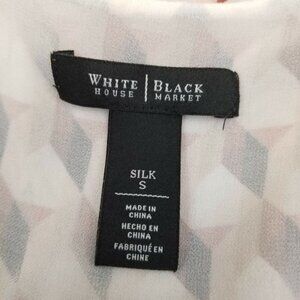 WHITE | BLACK
HOUSE | MARKET
SILK
S
MADE IN
CHINA
HECHO EN
CHINA
FABRIQUÉ EN
CHINE